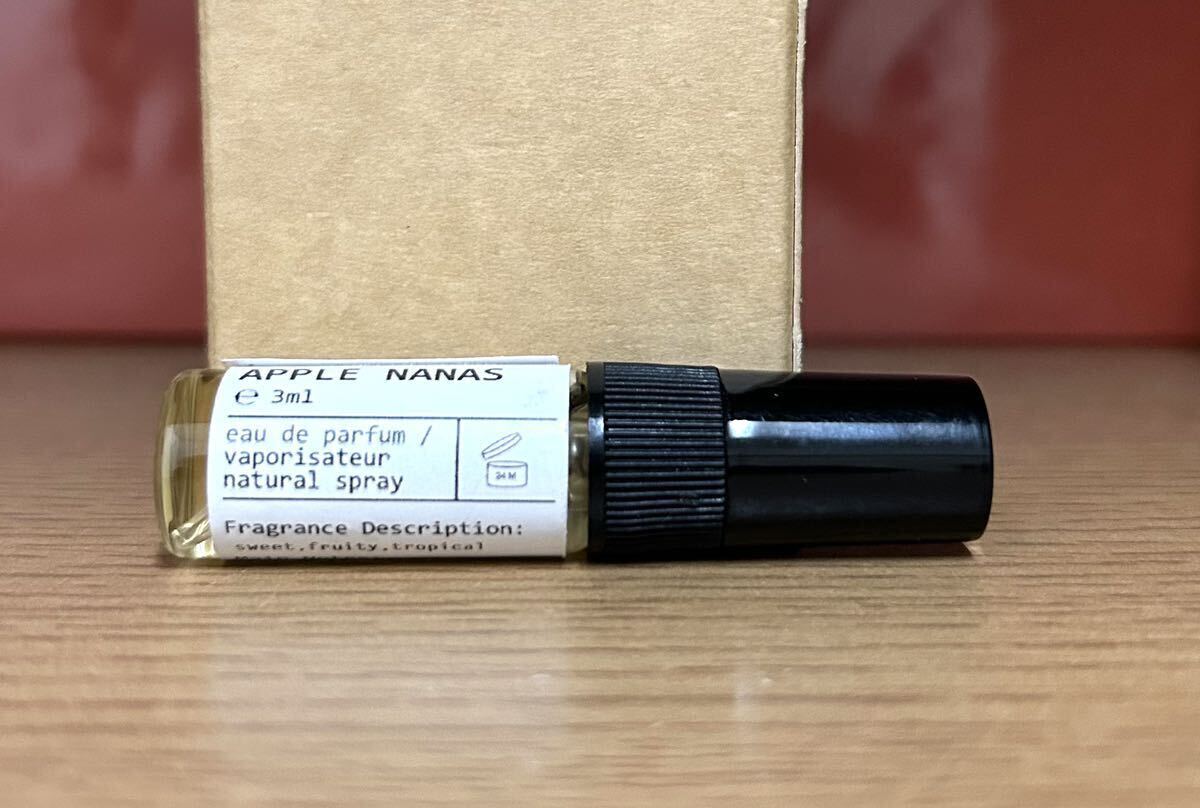 APPLE NANAS
℮ 3ml
eau de parfum /
vaporisateur
natural spray
24 M
Fragrance Description:
sweet,fruity,tropical